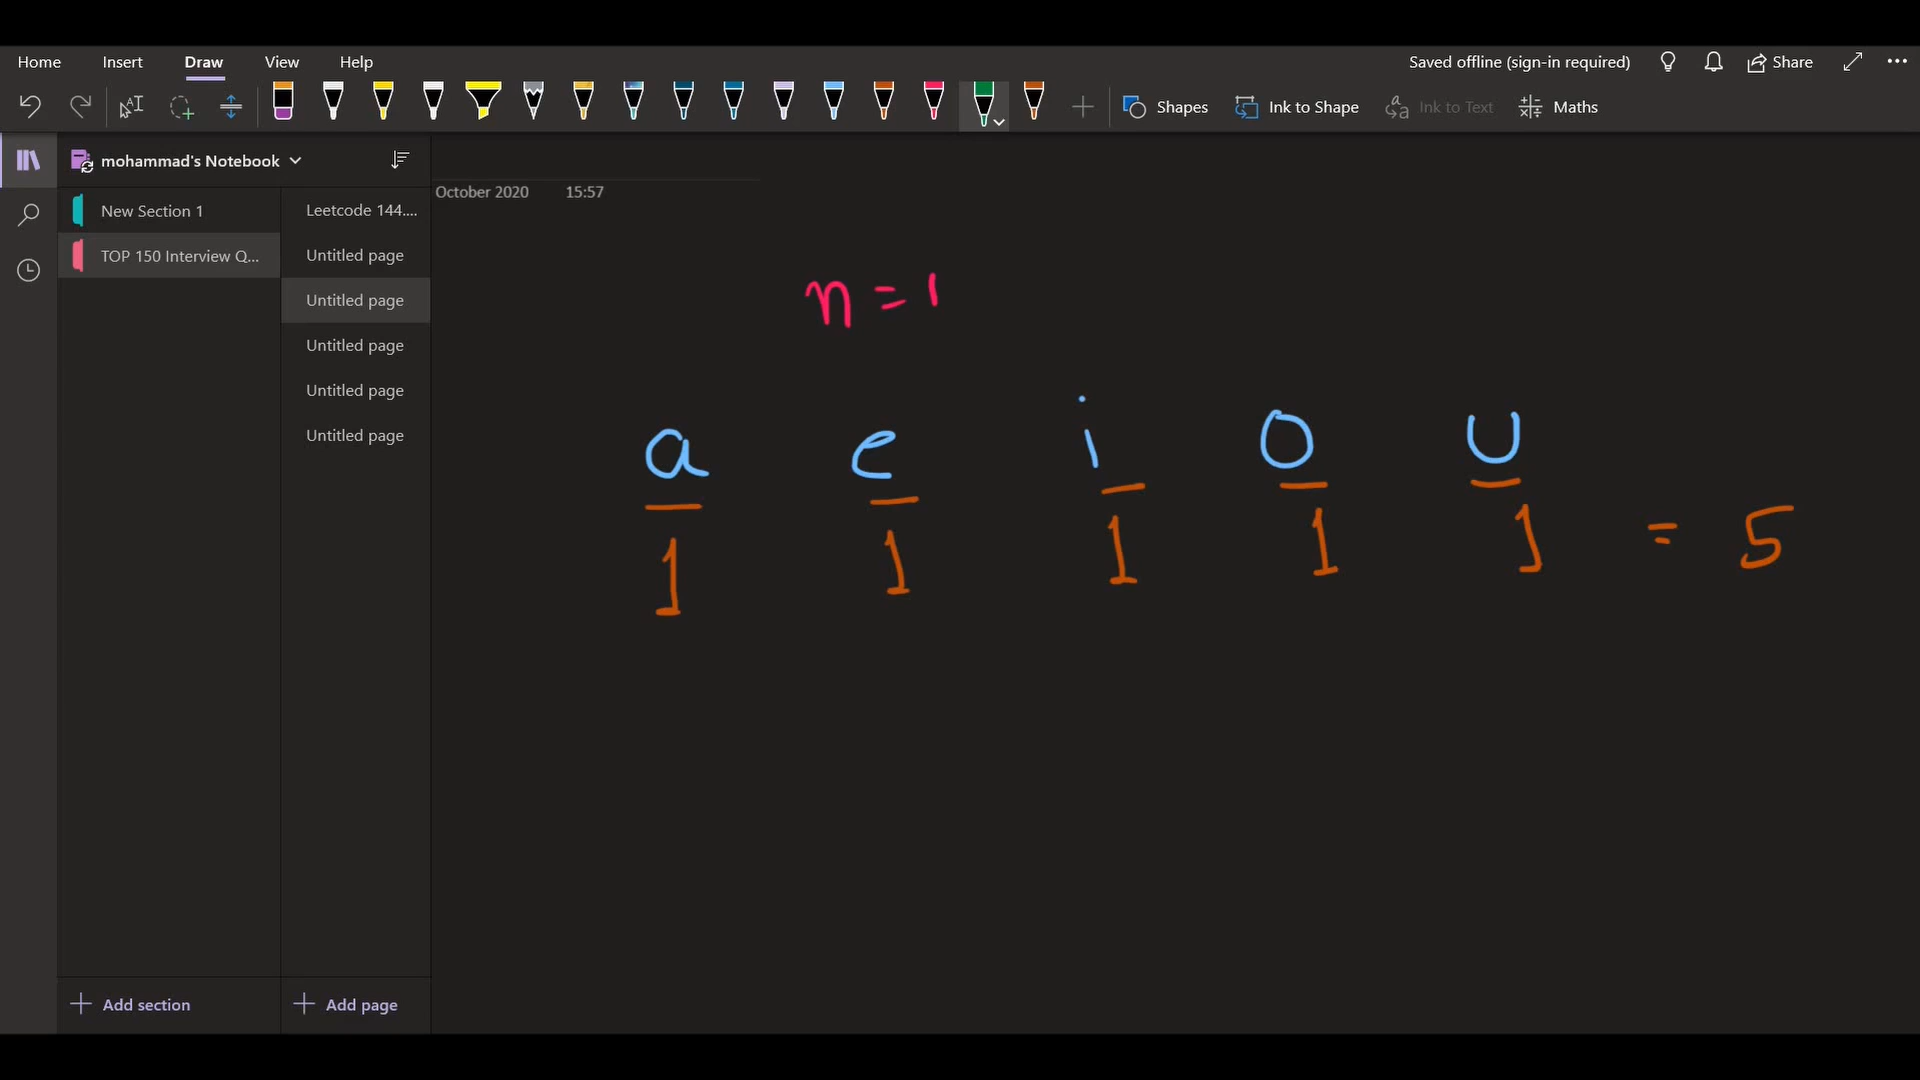 Home Insert Draw View Help Saved offline (sign-in required) Share
Shapes Ink to Shape Ink to Text Maths
mohammad's Notebook
October 2020 15:57
New Section 1
TOP 150 Interview Q...
Leetcode 144....
Untitled page
Untitled page
Untitled page
Untitled page
Untitled page
n = 1
a e i o u
1 1 1 1 1 = 5
Add section
Add page